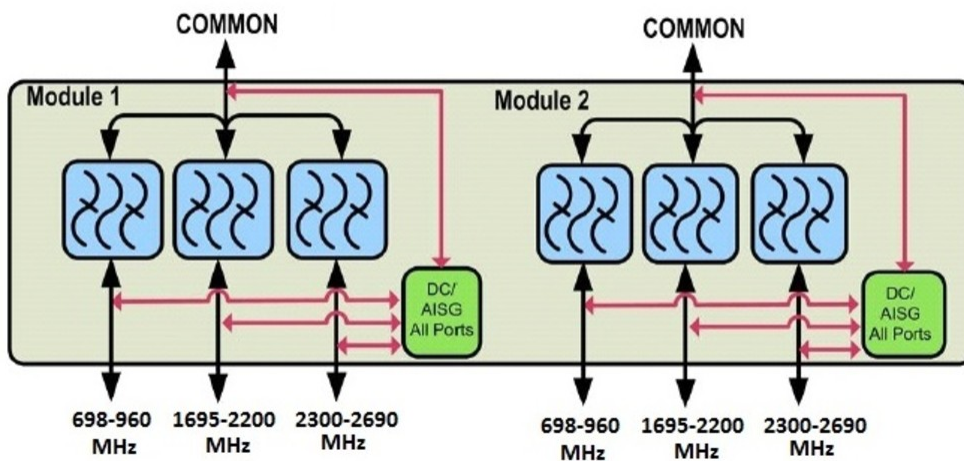 COMMON
COMMON
Module 1
Module 2
DC/
AISG
All Ports
DC/
AISG
All Ports
698-960
MHz
1695-2200
MHz
2300-2690
MHz
698-960
MHz
1695-2200
MHz
2300-2690
MHz